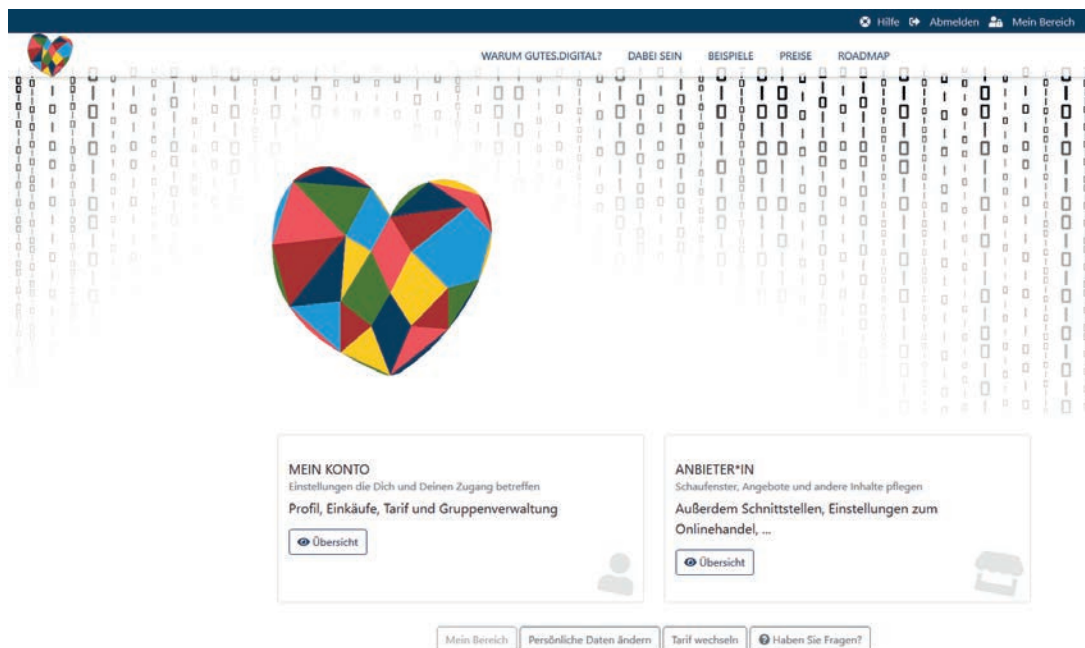 Hilfe Abmelden Mein Bereich
WARUM GUTES.DIGITAL? DABEI SEIN BEISPIELE PREISE ROADMAP
MEIN KONTO
Einstellungen die Dich und Deinen Zugang betreffen
Profil, Einkäufe, Tarif und Gruppenverwaltung
Übersicht
ANBIETER*IN
Schaufenster, Angebote und andere Inhalte pflegen
Außerdem Schnittstellen, Einstellungen zum
Onlinehandel, ...
Übersicht
Mein Bereich Persönliche Daten ändern Tarif wechseln Haben Sie Fragen?